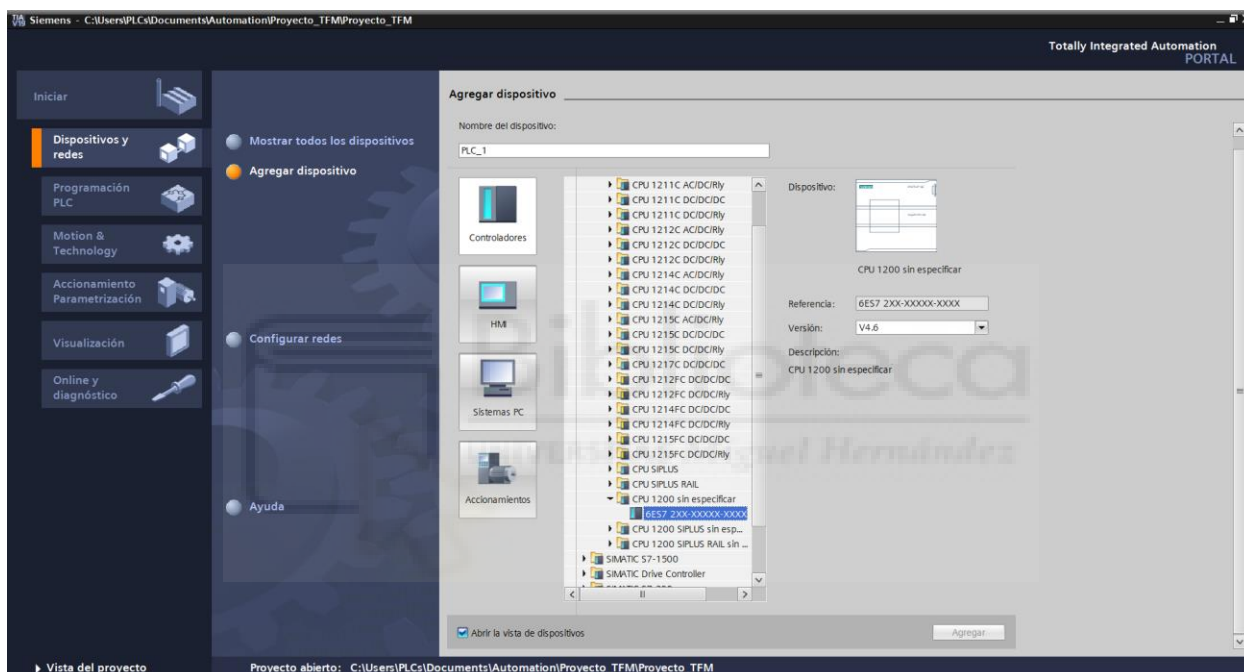 Siemens - C:\Users\PLCs\Documents\Automation\Proyecto_TFM\Proyecto_TFM
Totally Integrated Automation
PORTAL
Iniciar
Dispositivos y
redes
Programación
PLC
Motion &
Technology
Accionamiento
Parametrización
Visualización
Online y
diagnóstico
Mostrar todos los dispositivos
Agregar dispositivo
Configurar redes
Ayuda
Agregar dispositivo
Nombre del dispositivo:
PLC_1
Controladores
HMI
Sistemas PC
Accionamientos
CPU 1211C AC/DC/Rly
CPU 1211C DC/DC/DC
CPU 1211C DC/DC/Rly
CPU 1212C AC/DC/Rly
CPU 1212C DC/DC/DC
CPU 1212C DC/DC/Rly
CPU 1214C AC/DC/Rly
CPU 1214C DC/DC/DC
CPU 1214C DC/DC/Rly
CPU 1215C AC/DC/Rly
CPU 1215C DC/DC/DC
CPU 1215C DC/DC/Rly
CPU 1217C DC/DC/DC
CPU 1212FC DC/DC/DC
CPU 1212FC DC/DC/Rly
CPU 1214FC DC/DC/DC
CPU 1214FC DC/DC/Rly
CPU 1215FC DC/DC/DC
CPU 1215FC DC/DC/Rly
CPU SIPLUS
CPU SIPLUS RAIL
CPU 1200 sin especificar
6ES7 2XX-XXXXX-XXXX
CPU 1200 SIPLUS sin esp...
CPU 1200 SIPLUS RAIL sin ...
SIMATIC S7-1500
SIMATIC Drive Controller
Dispositivo:
CPU 1200 sin especificar
Referencia:
6ES7 2XX-XXXXX-XXXX
Versión:
V4.6
Descripción:
CPU 1200 sin especificar
Abrir la vista de dispositivos
Agregar
Vista del proyecto
Proyecto abierto: C:\Users\PLCs\Documents\Automation\Proyecto_TFM\Proyecto_TFM
Biblioteca
UNIVERSITAS Miguel Hernández